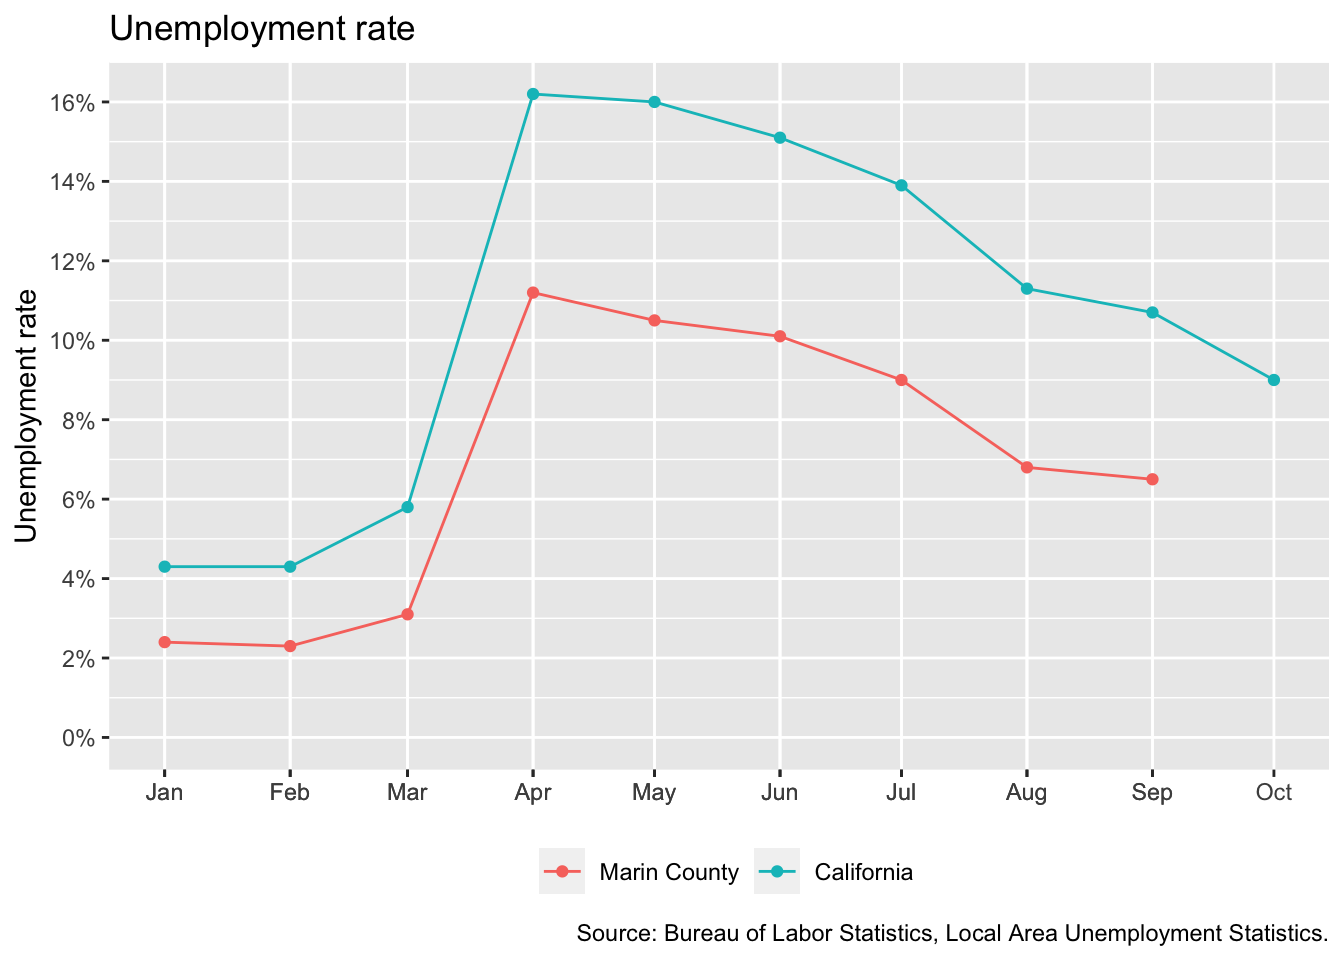 Unemployment rate
Unemployment rate
16%
14%
12%
10%
8%
6%
4%
2%
0%
Jan Feb Mar Apr May Jun Jul Aug Sep Oct
Marin County California
Source: Bureau of Labor Statistics, Local Area Unemployment Statistics.